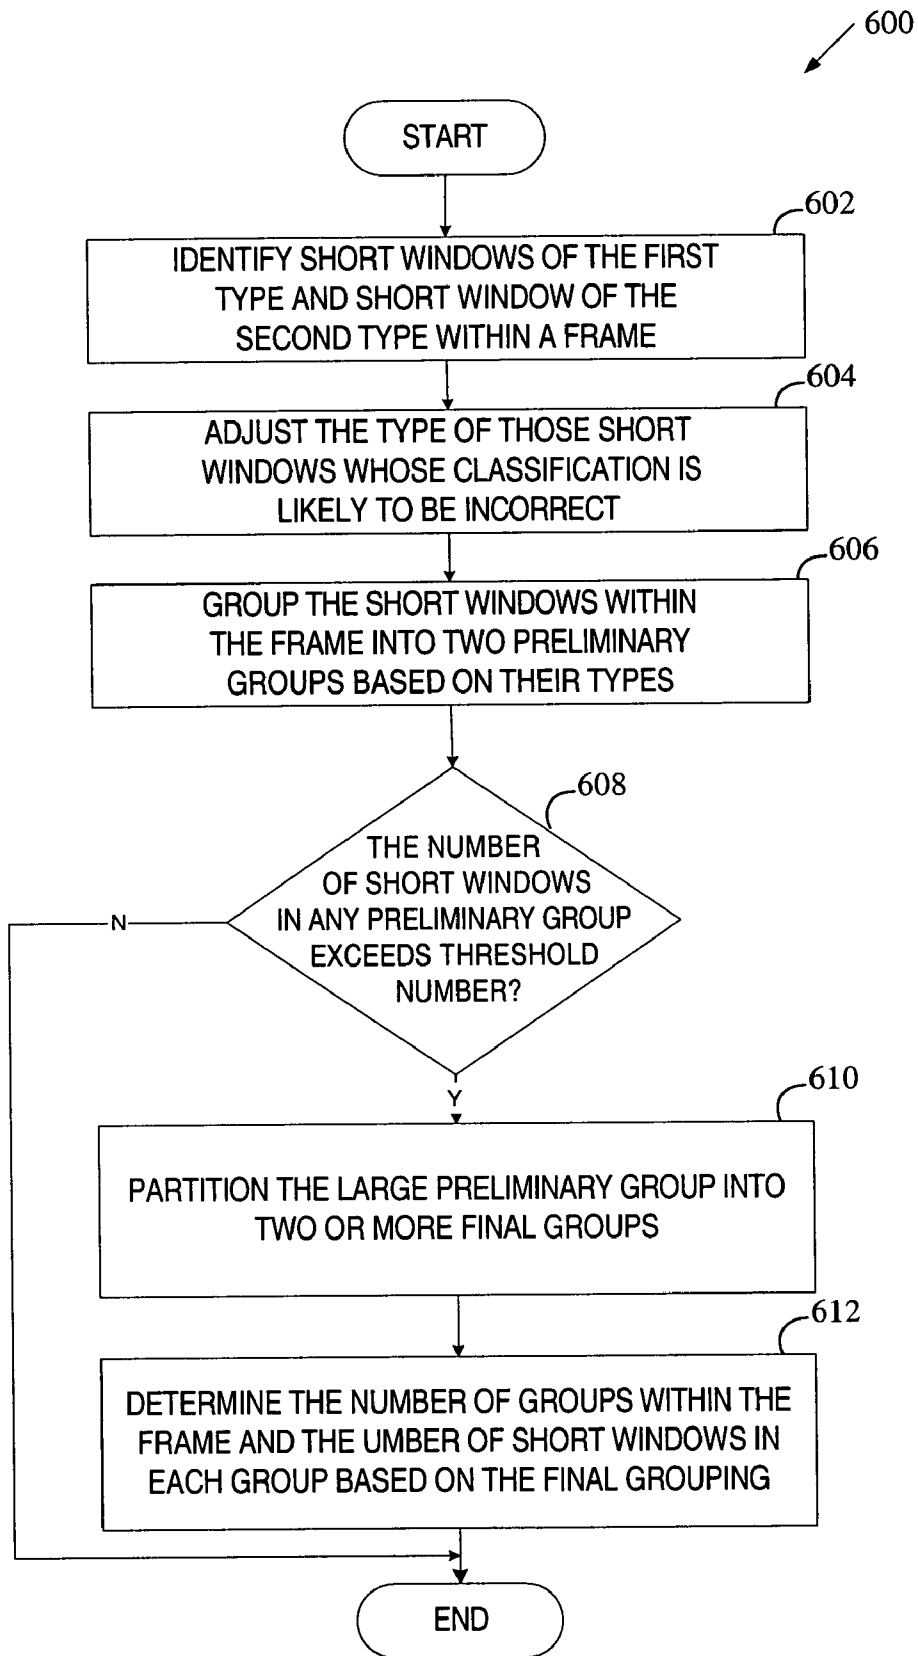 600
START
602
IDENTIFY SHORT WINDOWS OF THE FIRST
TYPE AND SHORT WINDOW OF THE
SECOND TYPE WITHIN A FRAME
604
ADJUST THE TYPE OF THOSE SHORT
WINDOWS WHOSE CLASSIFICATION IS
LIKELY TO BE INCORRECT
606
GROUP THE SHORT WINDOWS WITHIN
THE FRAME INTO TWO PRELIMINARY
GROUPS BASED ON THEIR TYPES
608
THE NUMBER
OF SHORT WINDOWS
IN ANY PRELIMINARY GROUP
EXCEEDS THRESHOLD
NUMBER?
N
Y
610
PARTITION THE LARGE PRELIMINARY GROUP INTO
TWO OR MORE FINAL GROUPS
612
DETERMINE THE NUMBER OF GROUPS WITHIN THE
FRAME AND THE UMBER OF SHORT WINDOWS IN
EACH GROUP BASED ON THE FINAL GROUPING
END